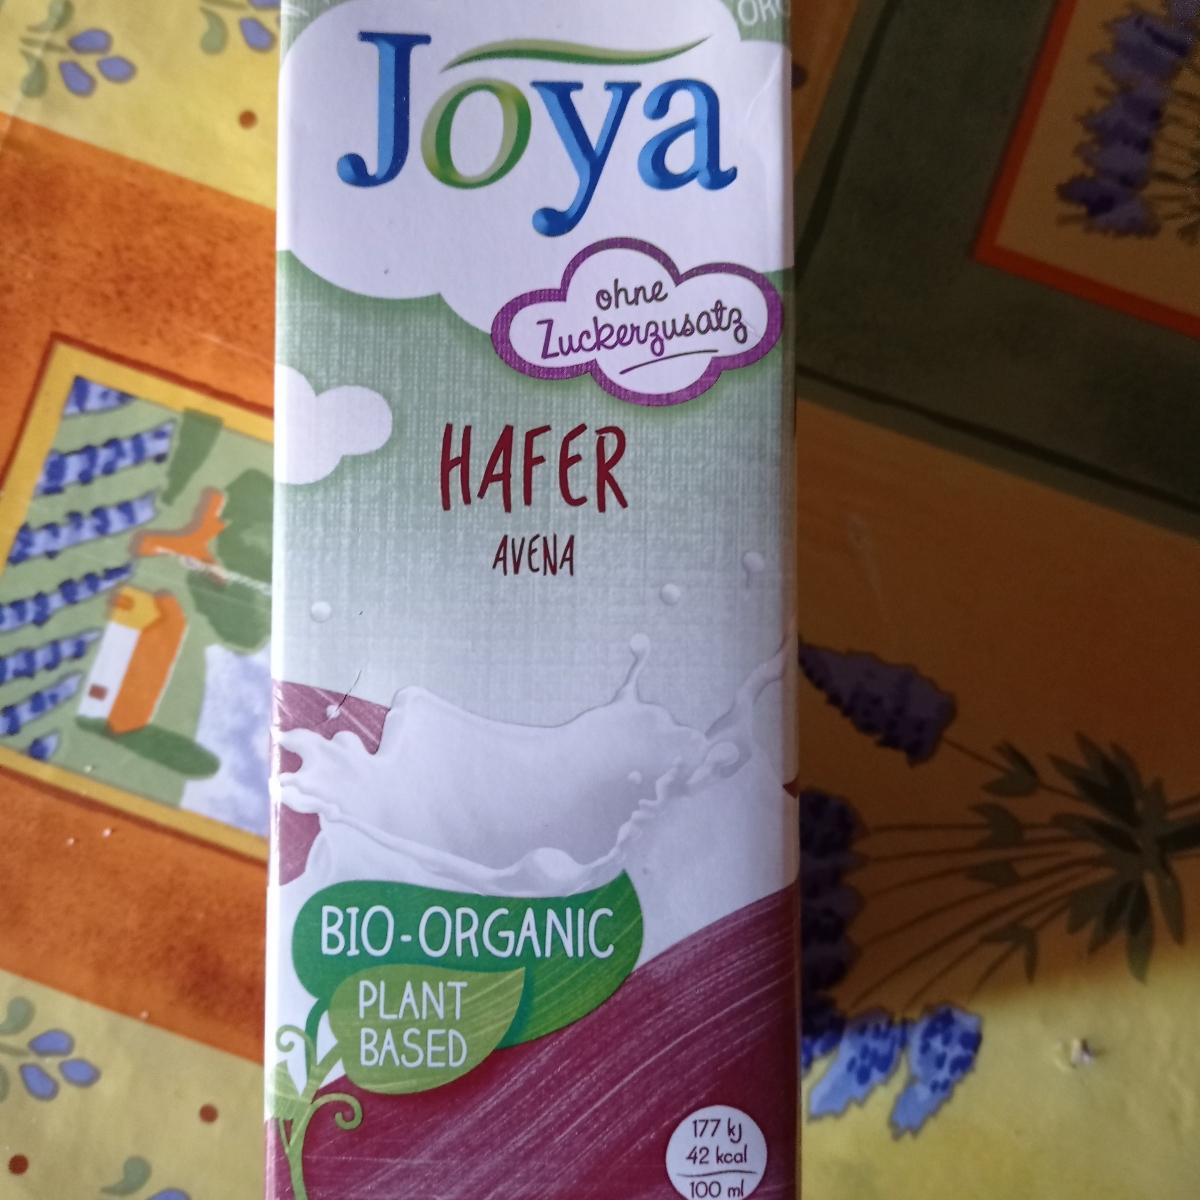 Joya
ohne
Zuckerzusatz
HAFER
AVENA
BIO-ORGANIC
PLANT
BASED
177 kJ
42 kcal
100 ml